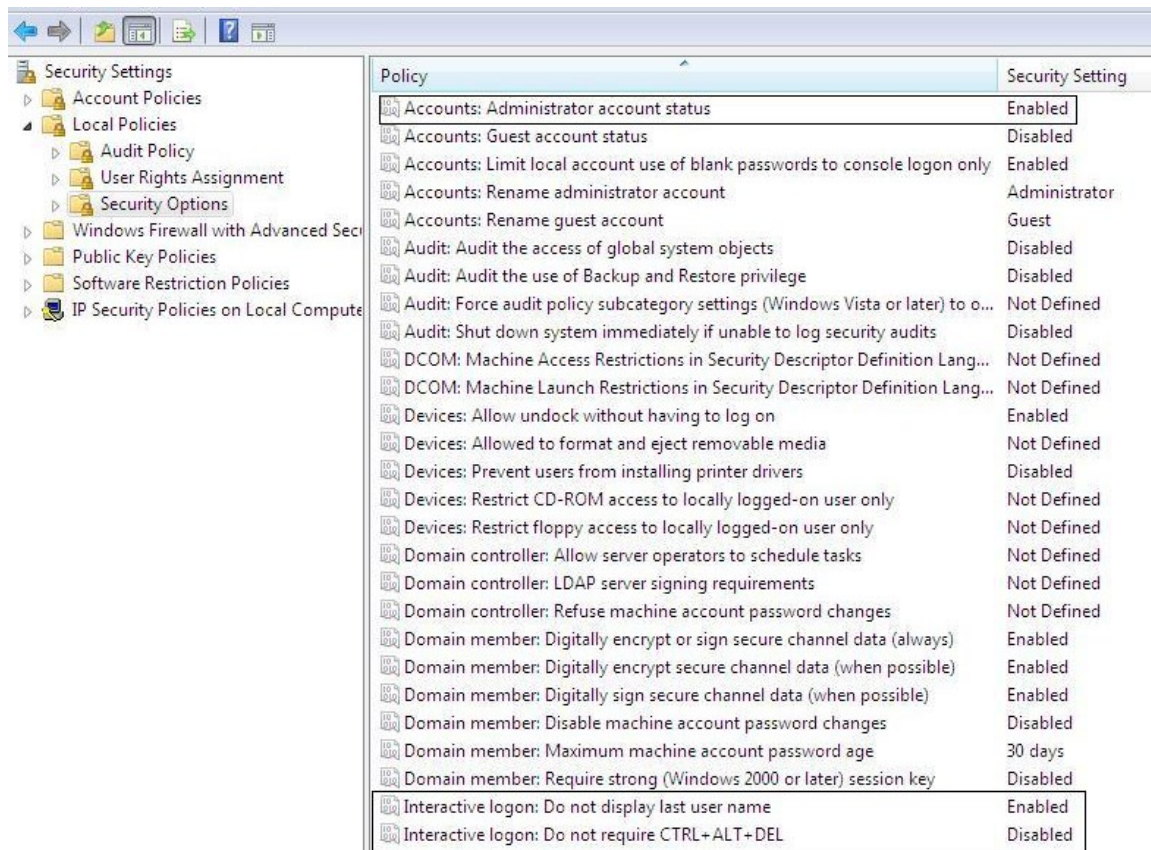 Security Settings
Account Policies
Local Policies
Audit Policy
User Rights Assignment
Security Options
Windows Firewall with Advanced Secu
Public Key Policies
Software Restriction Policies
IP Security Policies on Local Compute
Policy Security Setting
Accounts: Administrator account status Enabled
Accounts: Guest account status Disabled
Accounts: Limit local account use of blank passwords to console logon only Enabled
Accounts: Rename administrator account Administrator
Accounts: Rename guest account Guest
Audit: Audit the access of global system objects Disabled
Audit: Audit the use of Backup and Restore privilege Disabled
Audit: Force audit policy subcategory settings (Windows Vista or later) to o... Not Defined
Audit: Shut down system immediately if unable to log security audits Disabled
DCOM: Machine Access Restrictions in Security Descriptor Definition Lang... Not Defined
DCOM: Machine Launch Restrictions in Security Descriptor Definition Lang... Not Defined
Devices: Allow undock without having to log on Enabled
Devices: Allowed to format and eject removable media Not Defined
Devices: Prevent users from installing printer drivers Disabled
Devices: Restrict CD-ROM access to locally logged-on user only Not Defined
Devices: Restrict floppy access to locally logged-on user only Not Defined
Domain controller: Allow server operators to schedule tasks Not Defined
Domain controller: LDAP server signing requirements Not Defined
Domain controller: Refuse machine account password changes Not Defined
Domain member: Digitally encrypt or sign secure channel data (always) Enabled
Domain member: Digitally encrypt secure channel data (when possible) Enabled
Domain member: Digitally sign secure channel data (when possible) Enabled
Domain member: Disable machine account password changes Disabled
Domain member: Maximum machine account password age 30 days
Domain member: Require strong (Windows 2000 or later) session key Disabled
Interactive logon: Do not display last user name Enabled
Interactive logon: Do not require CTRL+ALT+DEL Disabled